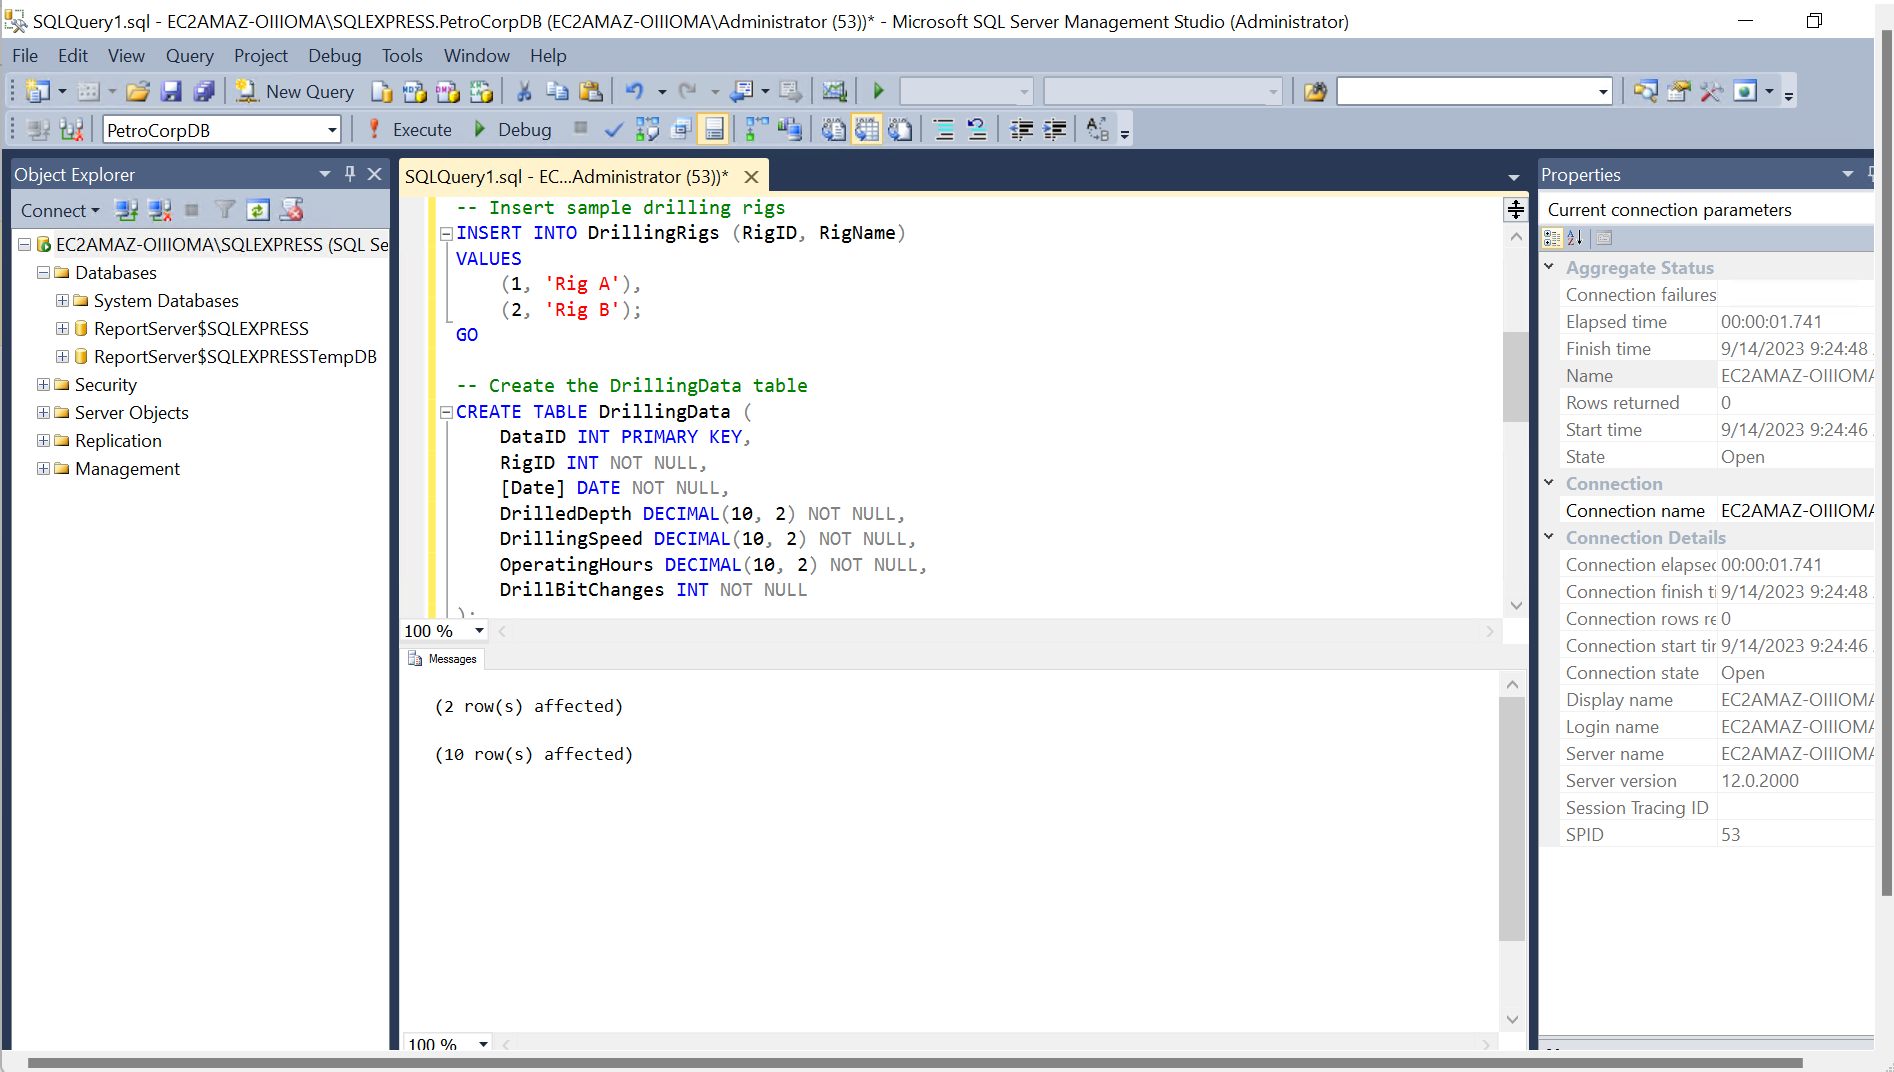 SQLQuery1.sql - EC2AMAZ-OIIIOMA\SQLEXPRESS.PetroCorpDB (EC2AMAZ-OIIIOMA\Administrator (53))* - Microsoft SQL Server Management Studio (Administrator)
File Edit View Query Project Debug Tools Window Help
New Query
PetroCorpDB Execute Debug
Object Explorer
Connect
EC2AMAZ-OIIIOMA\SQLEXPRESS (SQL Se
Databases
System Databases
ReportServer$SQLEXPRESS
ReportServer$SQLEXPRESSTempDB
Security
Server Objects
Replication
Management
SQLQuery1.sql - EC...Administrator (53))*
-- Insert sample drilling rigs
INSERT INTO DrillingRigs (RigID, RigName)
VALUES
(1, 'Rig A'),
(2, 'Rig B');
GO
-- Create the DrillingData table
CREATE TABLE DrillingData (
DataID INT PRIMARY KEY,
RigID INT NOT NULL,
[Date] DATE NOT NULL,
DrilledDepth DECIMAL(10, 2) NOT NULL,
DrillingSpeed DECIMAL(10, 2) NOT NULL,
OperatingHours DECIMAL(10, 2) NOT NULL,
DrillBitChanges INT NOT NULL
);
100 %
Messages
(2 row(s) affected)
(10 row(s) affected)
100 %
Properties
Current connection parameters
Aggregate Status
Connection failures
Elapsed time 00:00:01.741
Finish time 9/14/2023 9:24:48
Name EC2AMAZ-OIIIOMA
Rows returned 0
Start time 9/14/2023 9:24:46
State Open
Connection
Connection name EC2AMAZ-OIIIOMA
Connection Details
Connection elapsed 00:00:01.741
Connection finish ti 9/14/2023 9:24:48
Connection rows re 0
Connection start tir 9/14/2023 9:24:46
Connection state Open
Display name EC2AMAZ-OIIIOMA
Login name EC2AMAZ-OIIIOMA
Server name EC2AMAZ-OIIIOMA
Server version 12.0.2000
Session Tracing ID
SPID 53